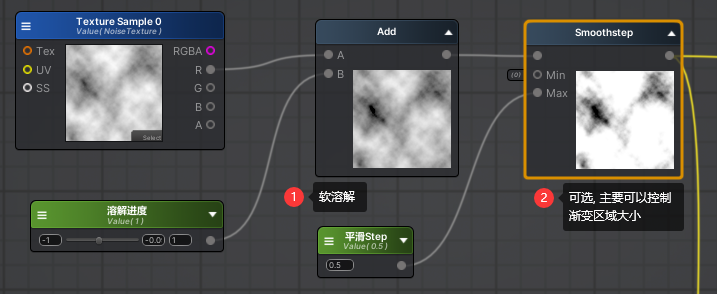 Texture Sample 0
Value( NoiseTexture )
Tex
UV
SS
RGBA
R
G
B
A
Select
Add
A
B
Smoothstep
(0)
Min
Max
溶解进度
Value( 1 )
-1
-0.0
1
1
软溶解
平滑Step
Value( 0.5 )
0.5
2
可选, 主要可以控制
渐变区域大小